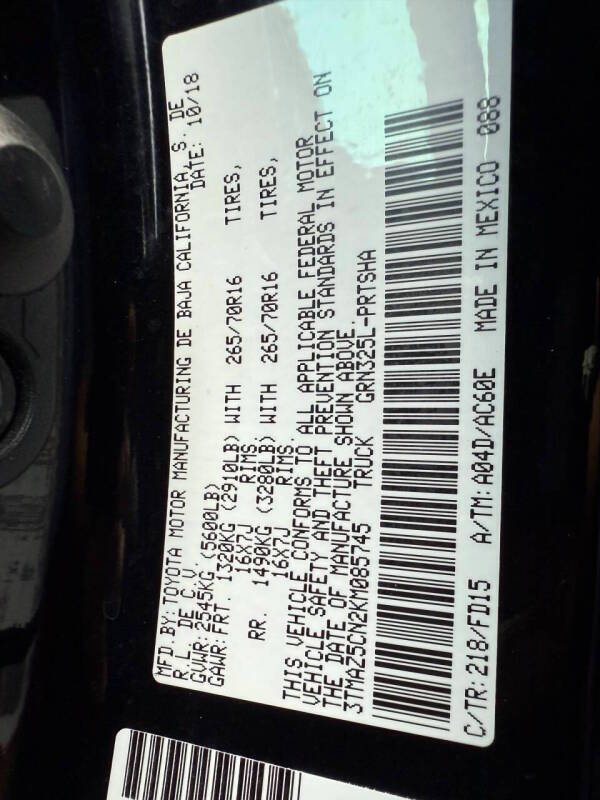 MFD.BY: TOYOTA MOTOR MANUFACTURING DE BAJA CALIFORNIA, S. DE
R.L. DE C.V. DATE: 10/18
GVWR: 2545KG (5600LB)
GAWR: FRT. 1320KG (2910LB) WITH 265/70R16 TIRES,
16X7J RIMS.
RR. 1490KG (3280LB) WITH 265/70R16 TIRES,
16X7J RIMS.
THIS VEHICLE CONFORMS TO ALL APPLICABLE FEDERAL MOTOR
VEHICLE SAFETY AND THEFT PREVENTION STANDARDS IN EFFECT ON
THE DATE OF MANUFACTURE SHOWN ABOVE.
3TMAZ5CN2KM085745 TRUCK GRN325L-PRTSHA
C/TR: 218/FD15 A/TM: A04D/AC60E MADE IN MEXICO 088